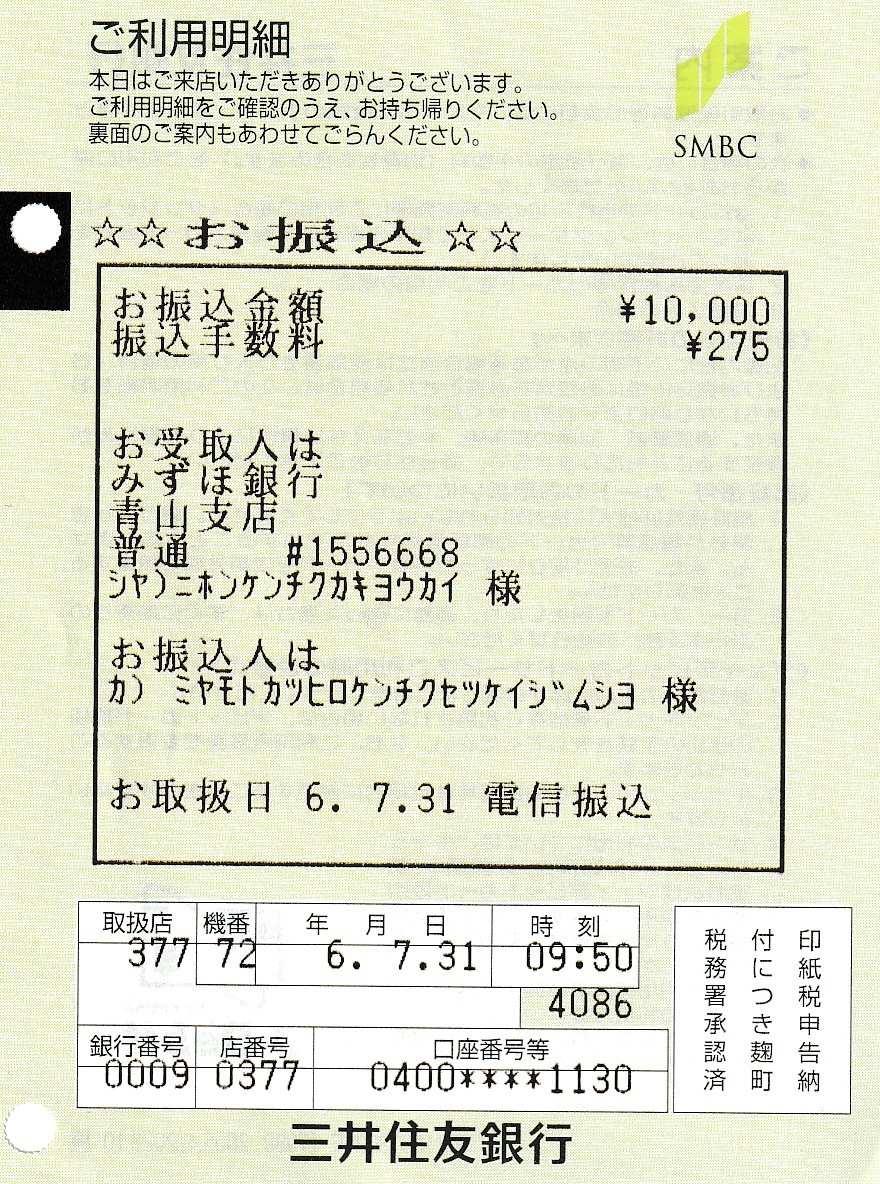 ご利用明細
本日はご来店いただきありがとうございます。
ご利用明細をご確認のうえ、お持ち帰りください。
裏面のご案内もあわせてごらんください。
SMBC
☆☆お振込☆☆
お振込金額 ¥10,000
振込手数料 ¥275
お受取人は
みずほ銀行
青山支店
普通 #1556668
シヤ)ニホンケンチクカキヨウカイ 様
お振込人は
カ) ミヤモトカツヒロケンチクセツケイジムシヨ 様
お取扱日 6. 7.31 電信振込
取扱店 機番 年 月 日 時 刻
377 72 6. 7.31 09:50
4086
銀行番号 店番号 口座番号等
0009 0377 0400****1130
印紙税申告納
付につき麹町
税務署承認済
三井住友銀行